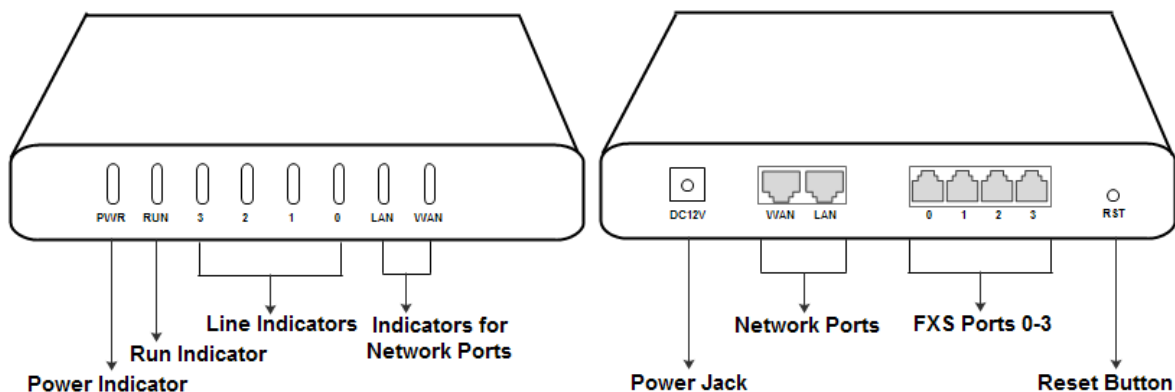 PWR RUN 3 2 1 0 LAN WAN
Line Indicators
Indicators for
Network Ports
Run Indicator
Power Indicator
DC12V WAN LAN 0 1 2 3 RST
Network Ports
FXS Ports 0-3
Power Jack
Reset Button